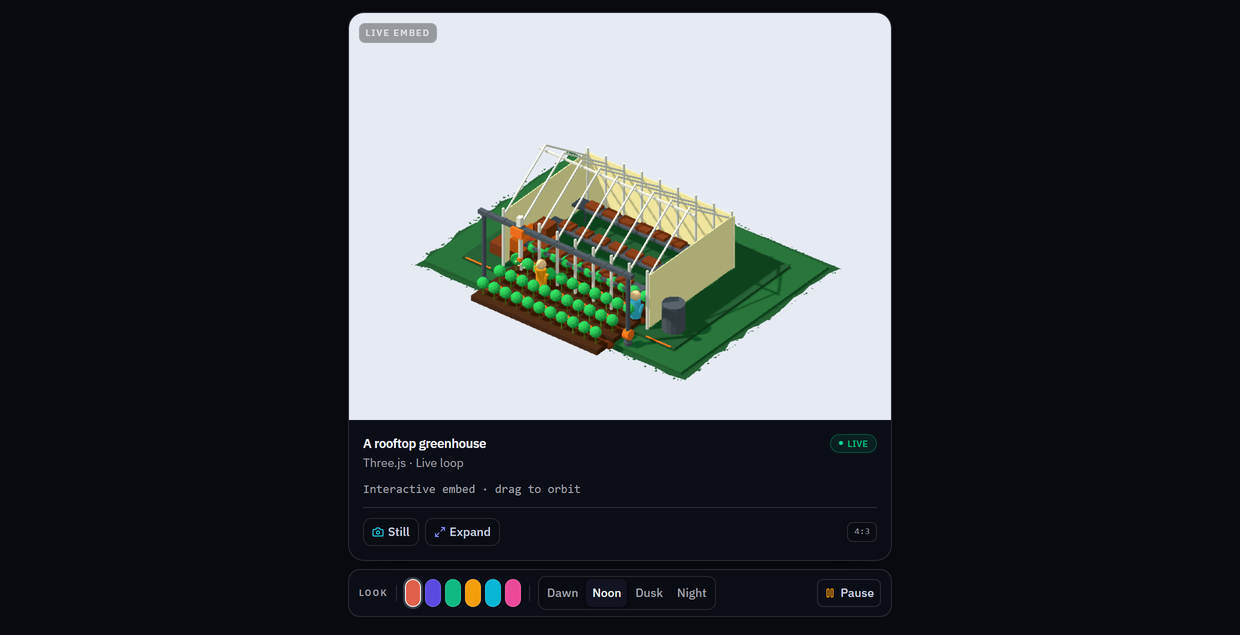 LIVE EMBED
A rooftop greenhouse
LIVE
Three.js · Live loop
Interactive embed · drag to orbit
Still
Expand
4:3
LOOK
Dawn
Noon
Dusk
Night
Pause